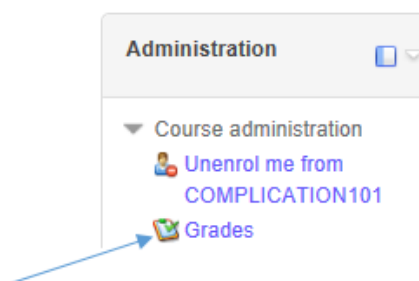 Administration
Course administration
Unenrol me from
COMPLICATION101
Grades